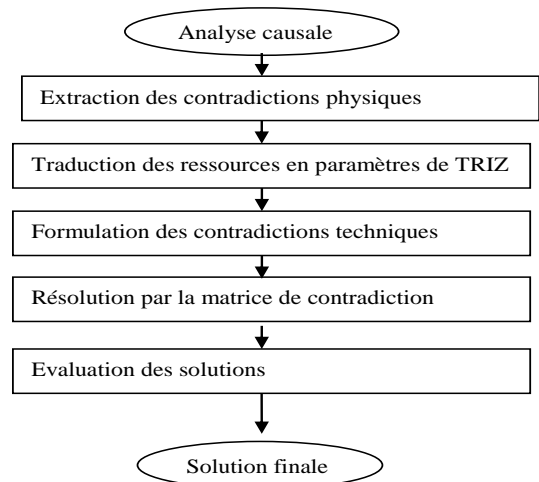 Analyse causale
Extraction des contradictions physiques
Traduction des ressources en paramètres de TRIZ
Formulation des contradictions techniques
Résolution par la matrice de contradiction
Evaluation des solutions
Solution finale